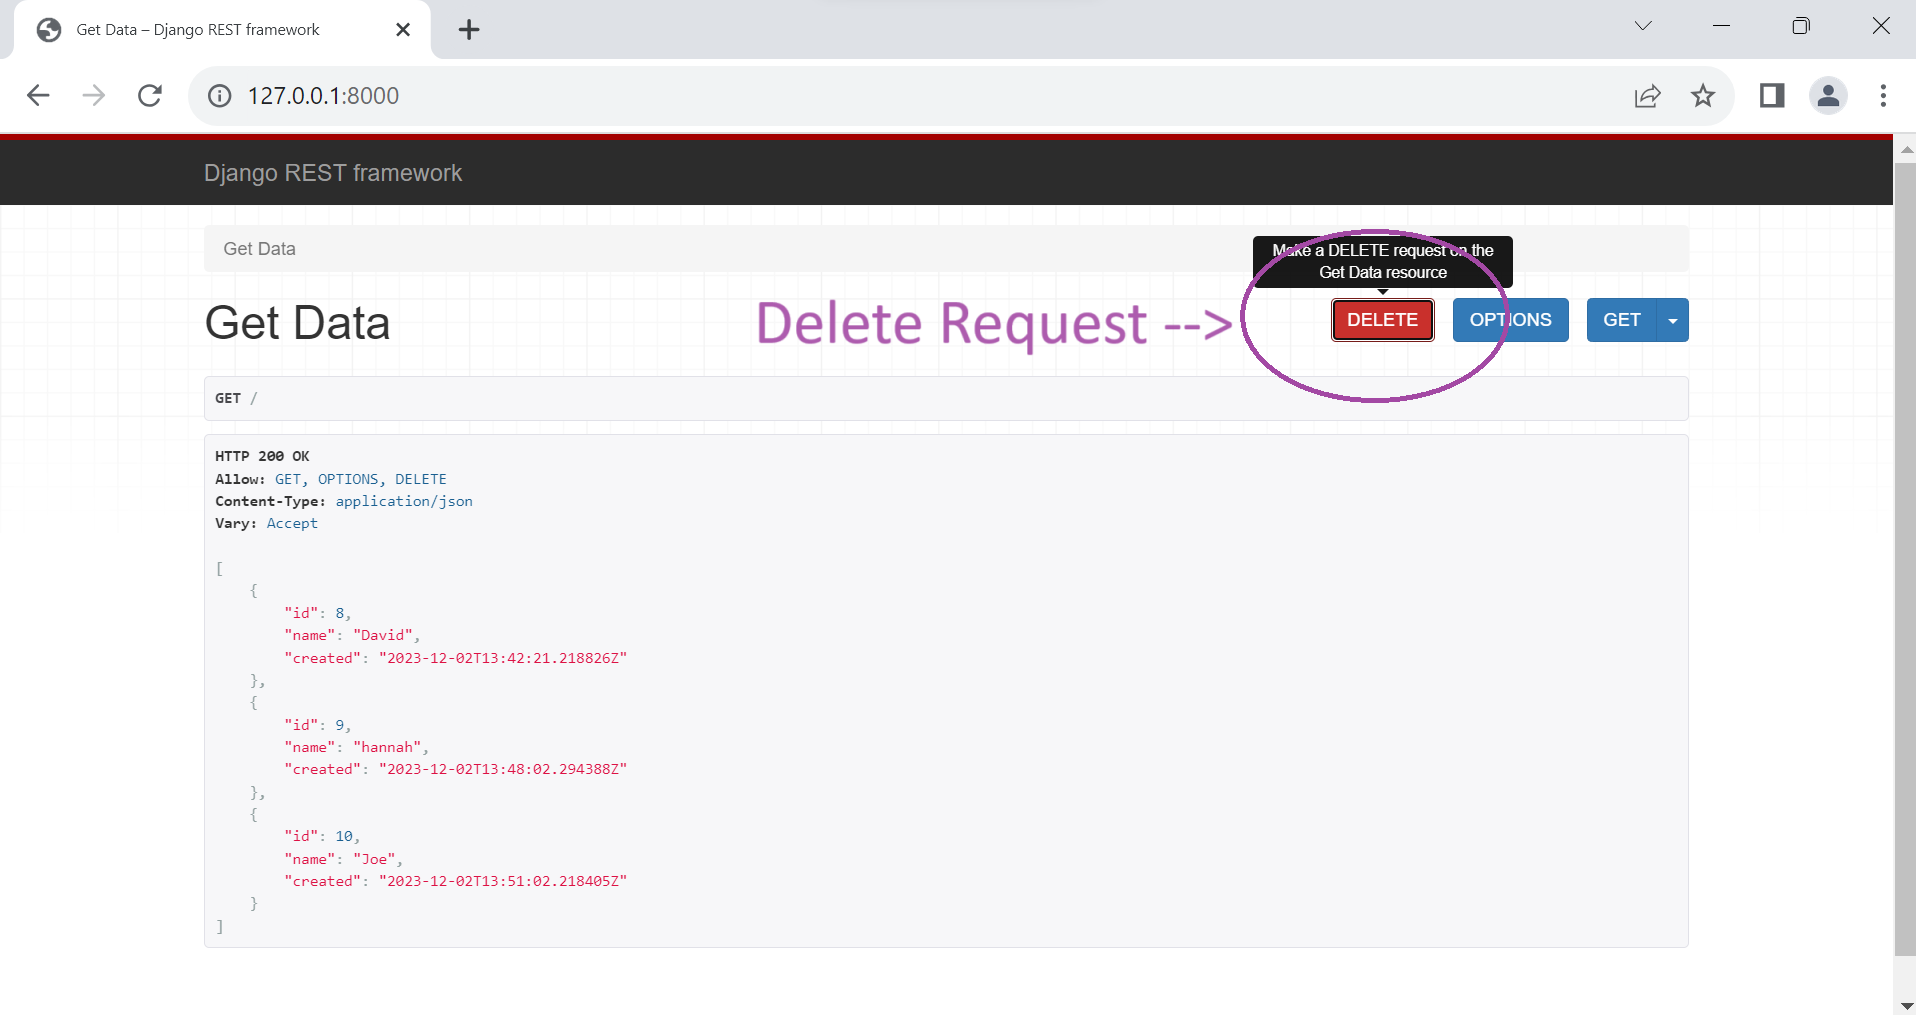 Get Data – Django REST framework
127.0.0.1:8000
Django REST framework
Get Data
Make a DELETE request on the
Get Data resource
Get Data
Delete Request -->
DELETE
OPTIONS
GET
GET /
HTTP 200 OK
Allow: GET, OPTIONS, DELETE
Content-Type: application/json
Vary: Accept
[
    {
        "id": 8,
        "name": "David",
        "created": "2023-12-02T13:42:21.218826Z"
    },
    {
        "id": 9,
        "name": "hannah",
        "created": "2023-12-02T13:48:02.294388Z"
    },
    {
        "id": 10,
        "name": "Joe",
        "created": "2023-12-02T13:51:02.218405Z"
    }
]